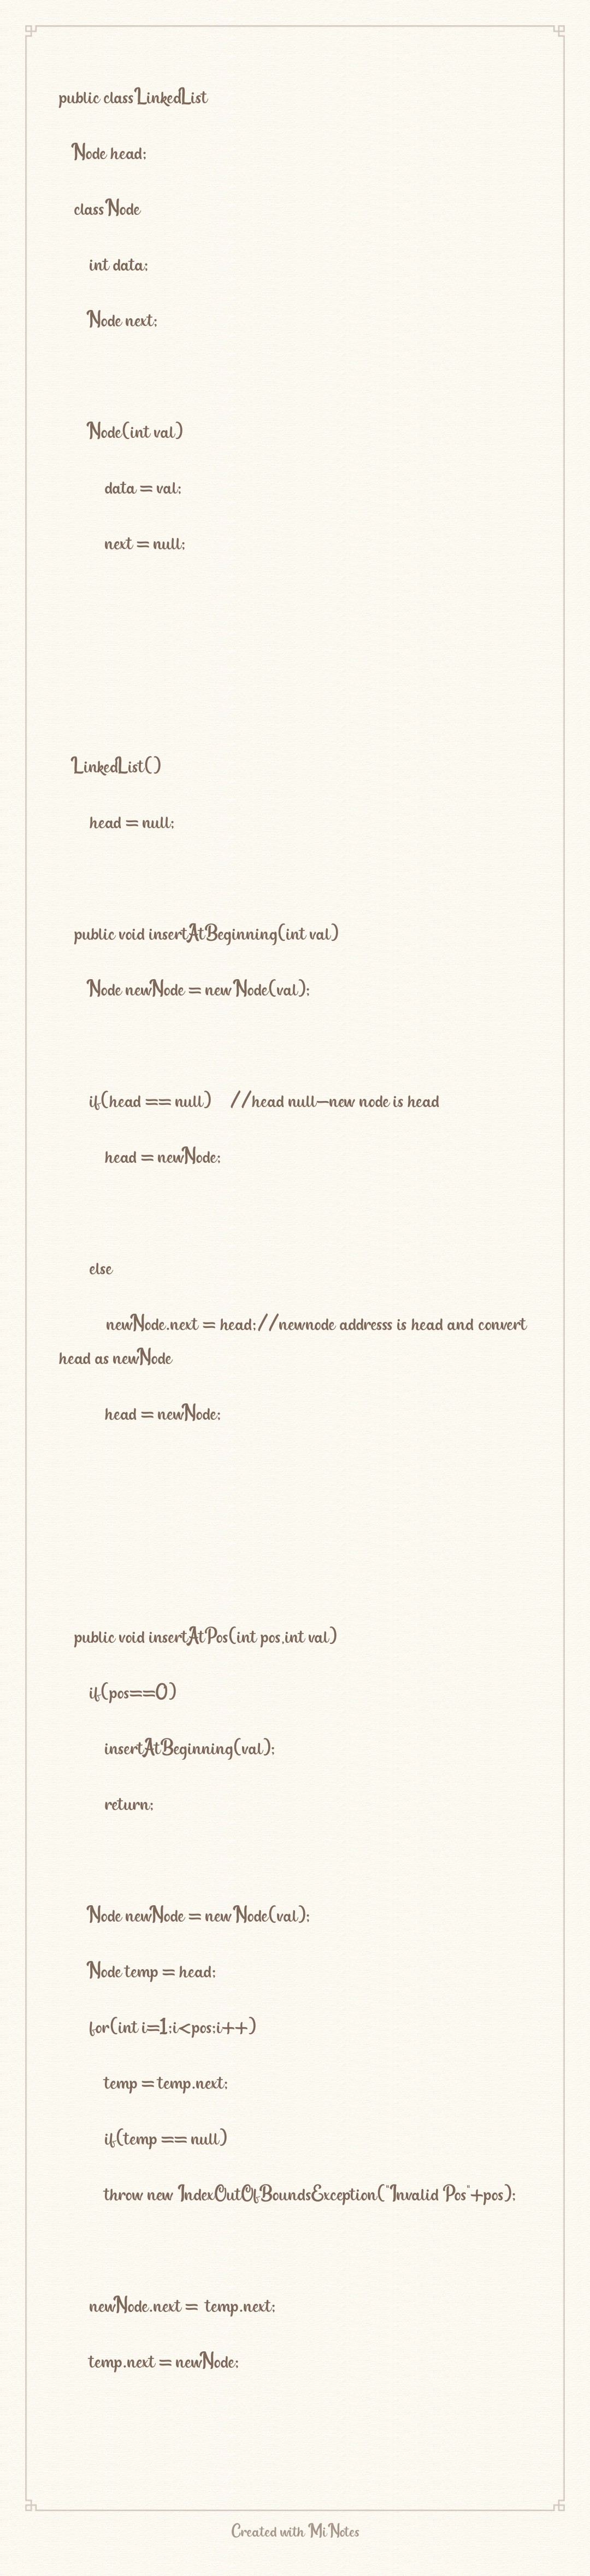 public class LinkedList
Node head;
class Node
int data;
Node next;
Node(int val)
data = val;
next = null;
LinkedList()
head = null;
public void insertAtBeginning(int val)
Node newNode = new Node(val);
if(head == null) //head null-new node is head
head = newNode;
else
newNode.next = head;//newnode addresss is head and convert
head as newNode
head = newNode;
public void insertAtPos(int pos,int val)
if(pos==0)
insertAtBeginning(val);
return;
Node newNode = new Node(val);
Node temp = head;
for(int i=1;i<pos;i++)
temp = temp.next;
if(temp == null)
throw new IndexOutOfBoundsException("Invalid Pos"+pos);
newNode.next = temp.next;
temp.next = newNode;
Created with Mi Notes